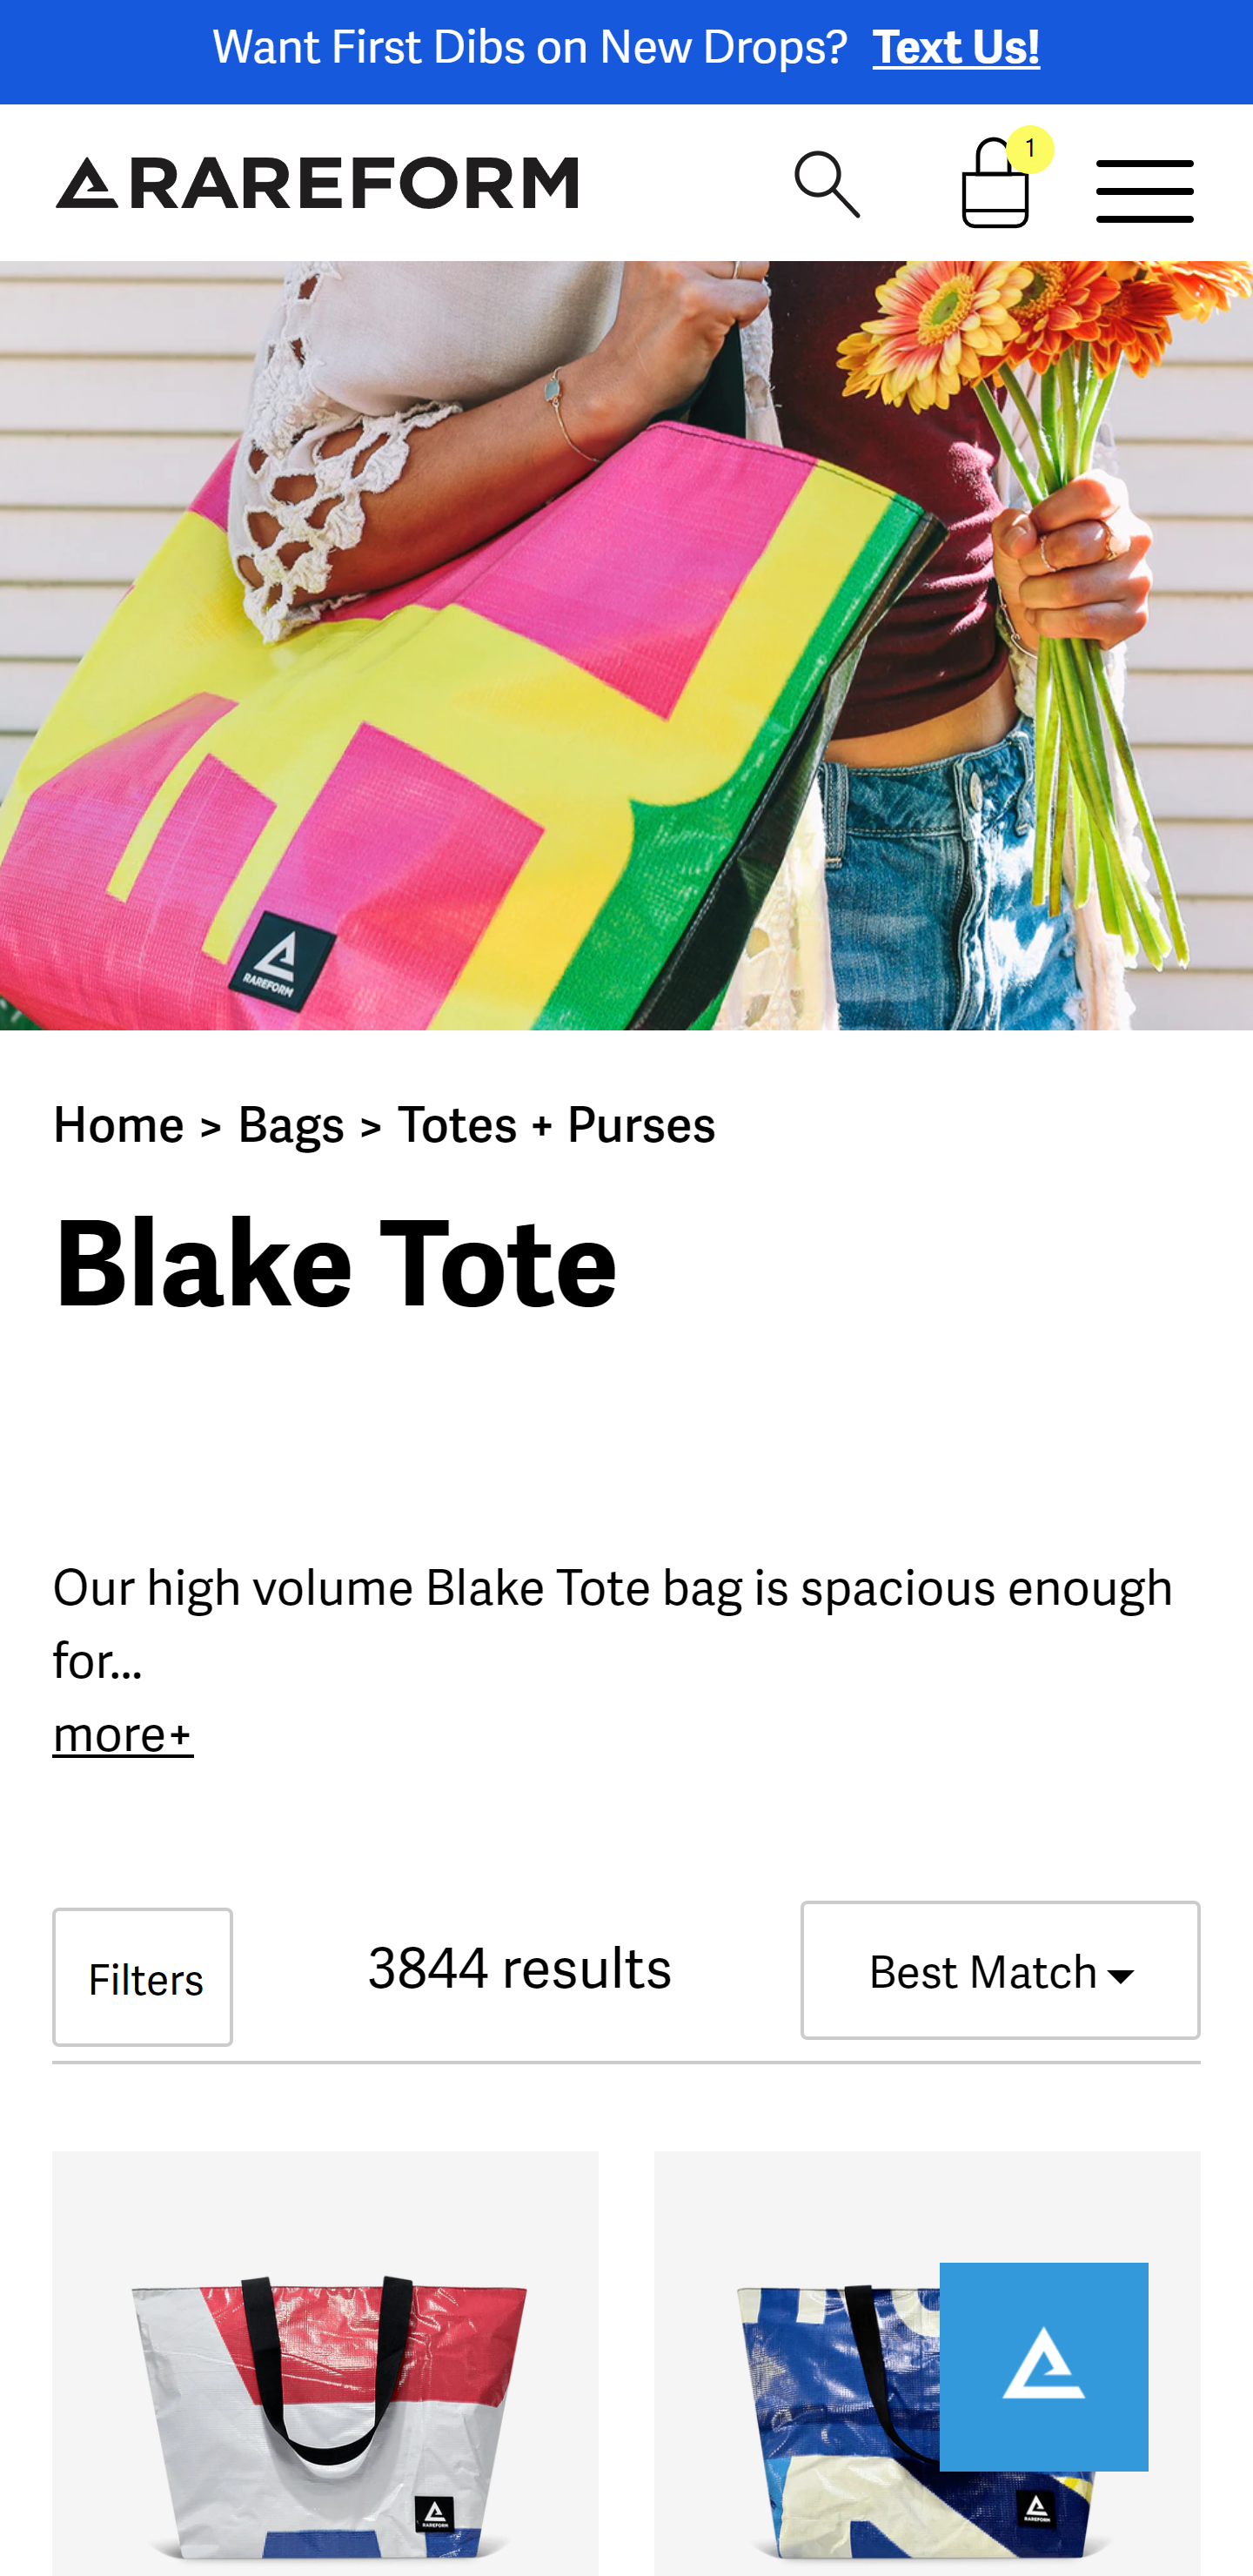 Want First Dibs on New Drops? Text Us!
RAREFORM
1
RAREFORM
Home > Bags > Totes + Purses
Blake Tote
Our high volume Blake Tote bag is spacious enough
for...
more+
Filters
3844 results
Best Match
RAREFORM
RAREFORM